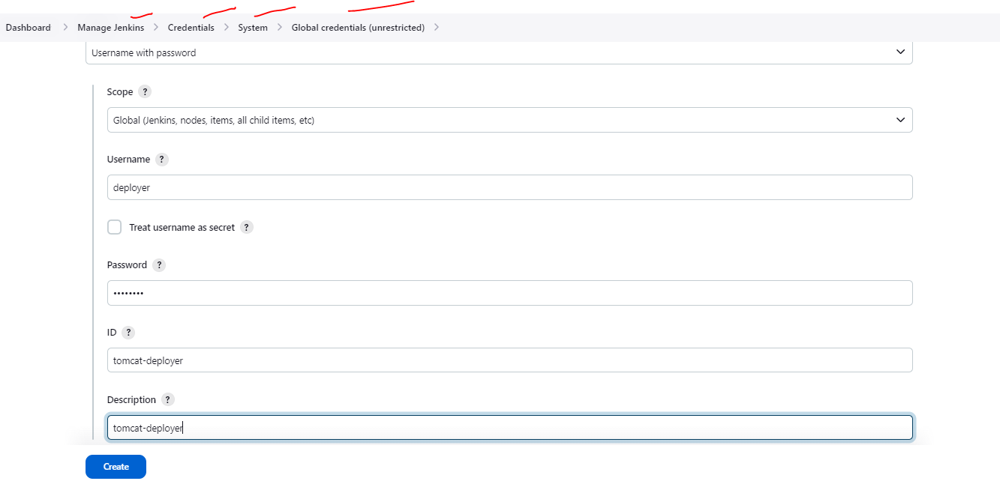 Dashboard > Manage Jenkins > Credentials > System > Global credentials (unrestricted) >
Username with password
Scope ?
Global (Jenkins, nodes, items, all child items, etc)
Username ?
deployer
Treat username as secret ?
Password ?
••••••••
ID ?
tomcat-deployer
Description ?
tomcat-deployer
Create